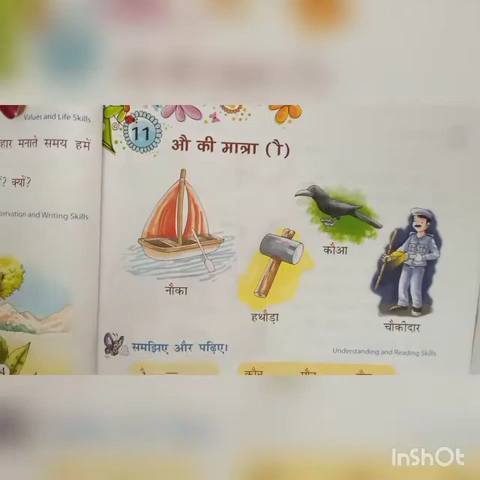 Values and Life Skills
हार मनाते समय हमें
? क्यों?
servation and Writing Skills
11
औ की मात्रा (ौ)
नौका
हथौड़ा
कौआ
चौकीदार
समझिए और पढ़िए।
Understanding and Reading Skills
InShOt